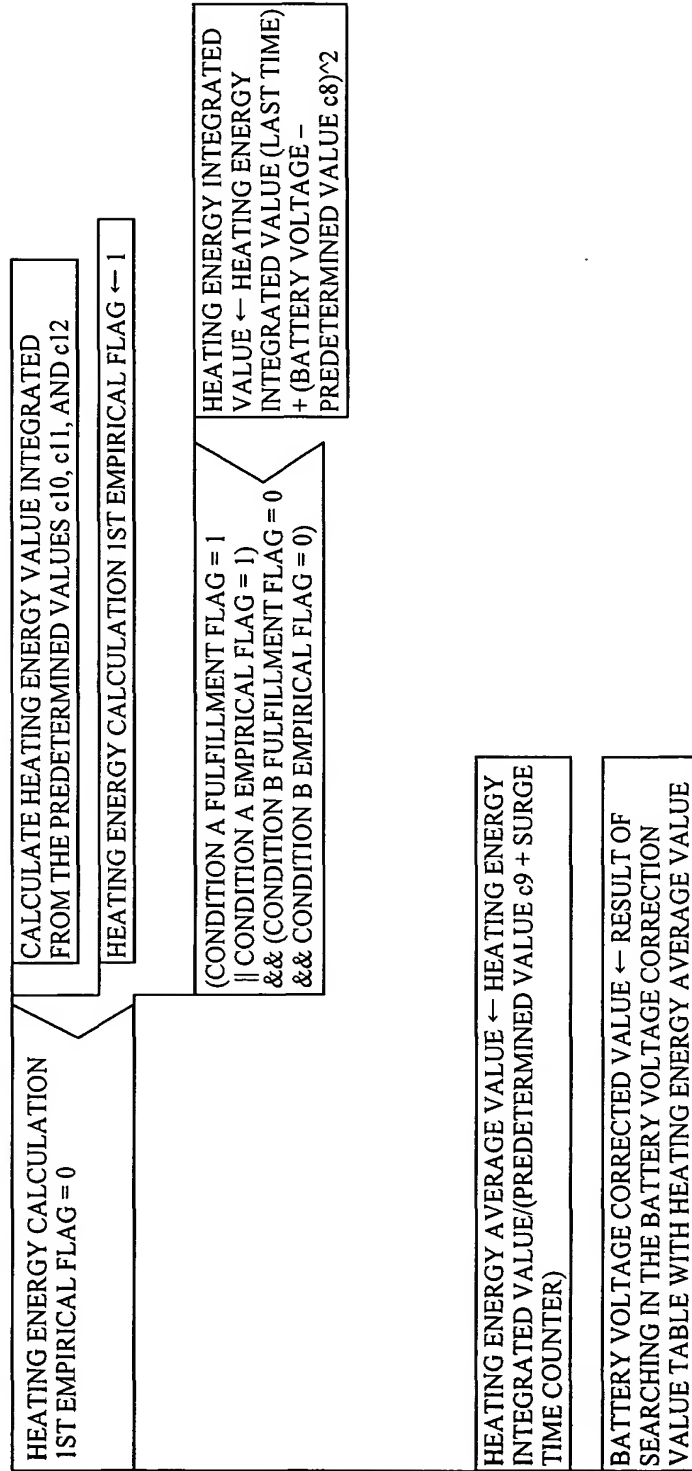 HEATING ENERGY CALCULATION
1ST EMPIRICAL FLAG = 0
CALCULATE HEATING ENERGY VALUE INTEGRATED
FROM THE PREDETERMINED VALUES c10, c11, AND c12
HEATING ENERGY CALCULATION 1ST EMPIRICAL FLAG ← 1
(CONDITION A FULFILLMENT FLAG = 1
|| CONDITION A EMPIRICAL FLAG = 1)
&& (CONDITION B FULFILLMENT FLAG = 0
&& CONDITION B EMPIRICAL FLAG = 0)
HEATING ENERGY INTEGRATED
VALUE ← HEATING ENERGY
INTEGRATED VALUE (LAST TIME)
+ (BATTERY VOLTAGE –
PREDETERMINED VALUE c8)^2
HEATING ENERGY AVERAGE VALUE ← HEATING ENERGY
INTEGRATED VALUE/(PREDETERMINED VALUE c9 + SURGE
TIME COUNTER)
BATTERY VOLTAGE CORRECTED VALUE ← RESULT OF
SEARCHING IN THE BATTERY VOLTAGE CORRECTION
VALUE TABLE WITH HEATING ENERGY AVERAGE VALUE